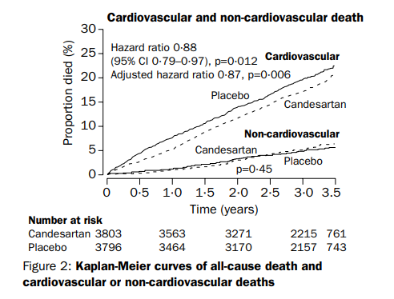 Cardiovascular and non-cardiovascular death
30
Hazard ratio 0·88
(95% CI 0·79–0·97), p=0·012
Adjusted hazard ratio 0·87, p=0·006
Cardiovascular
25
20
15
10
5
0
Proportion died (%)
Placebo
Candesartan
Non-cardiovascular
Candesartan
Placebo
p=0·45
0 0·5 1·0 1·5 2·0 2·5 3·0 3.5
Time (years)
Number at risk
Candesartan 3803 3563 3271 2215 761
Placebo 3796 3464 3170 2157 743
Figure 2: Kaplan-Meier curves of all-cause death and
cardiovascular or non-cardiovascular deaths